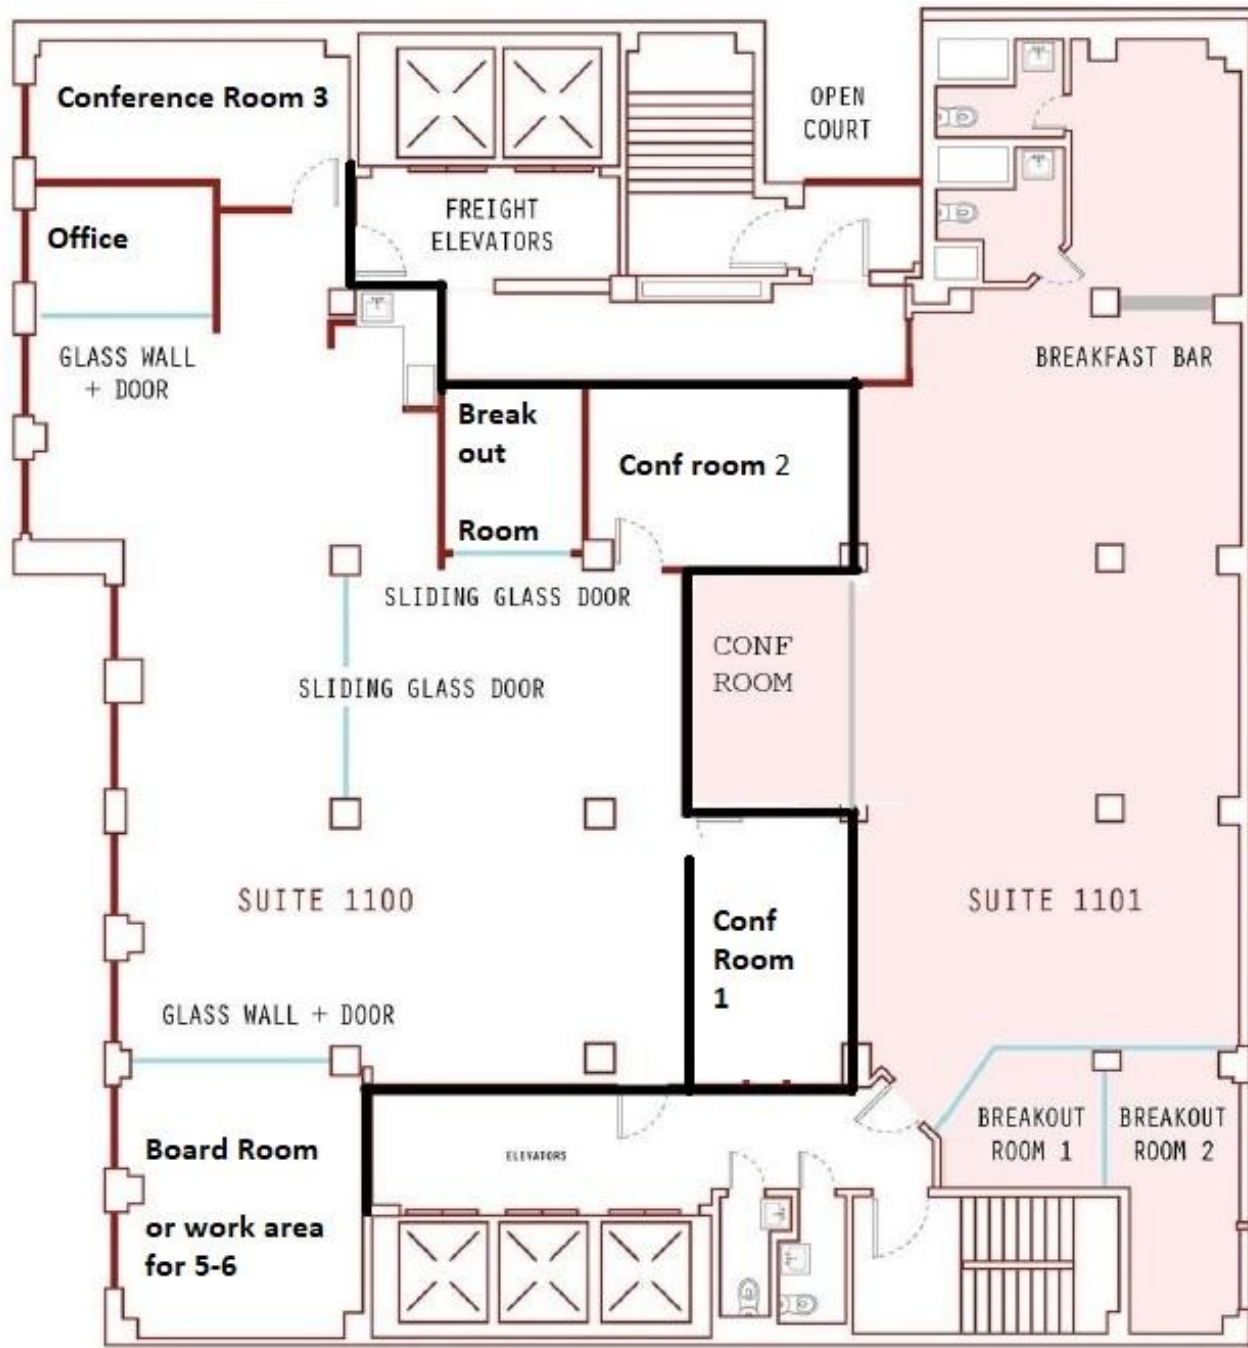 Conference Room 3
OPEN
COURT
Office
FREIGHT
ELEVATORS
GLASS WALL
+ DOOR
BREAKFAST BAR
Break
out
Room
Conf room 2
SLIDING GLASS DOOR
CONF
ROOM
SLIDING GLASS DOOR
SUITE 1100
SUITE 1101
Conf
Room
1
GLASS WALL + DOOR
BREAKOUT
ROOM 1
BREAKOUT
ROOM 2
Board Room
or work area
for 5-6
ELEVATORS